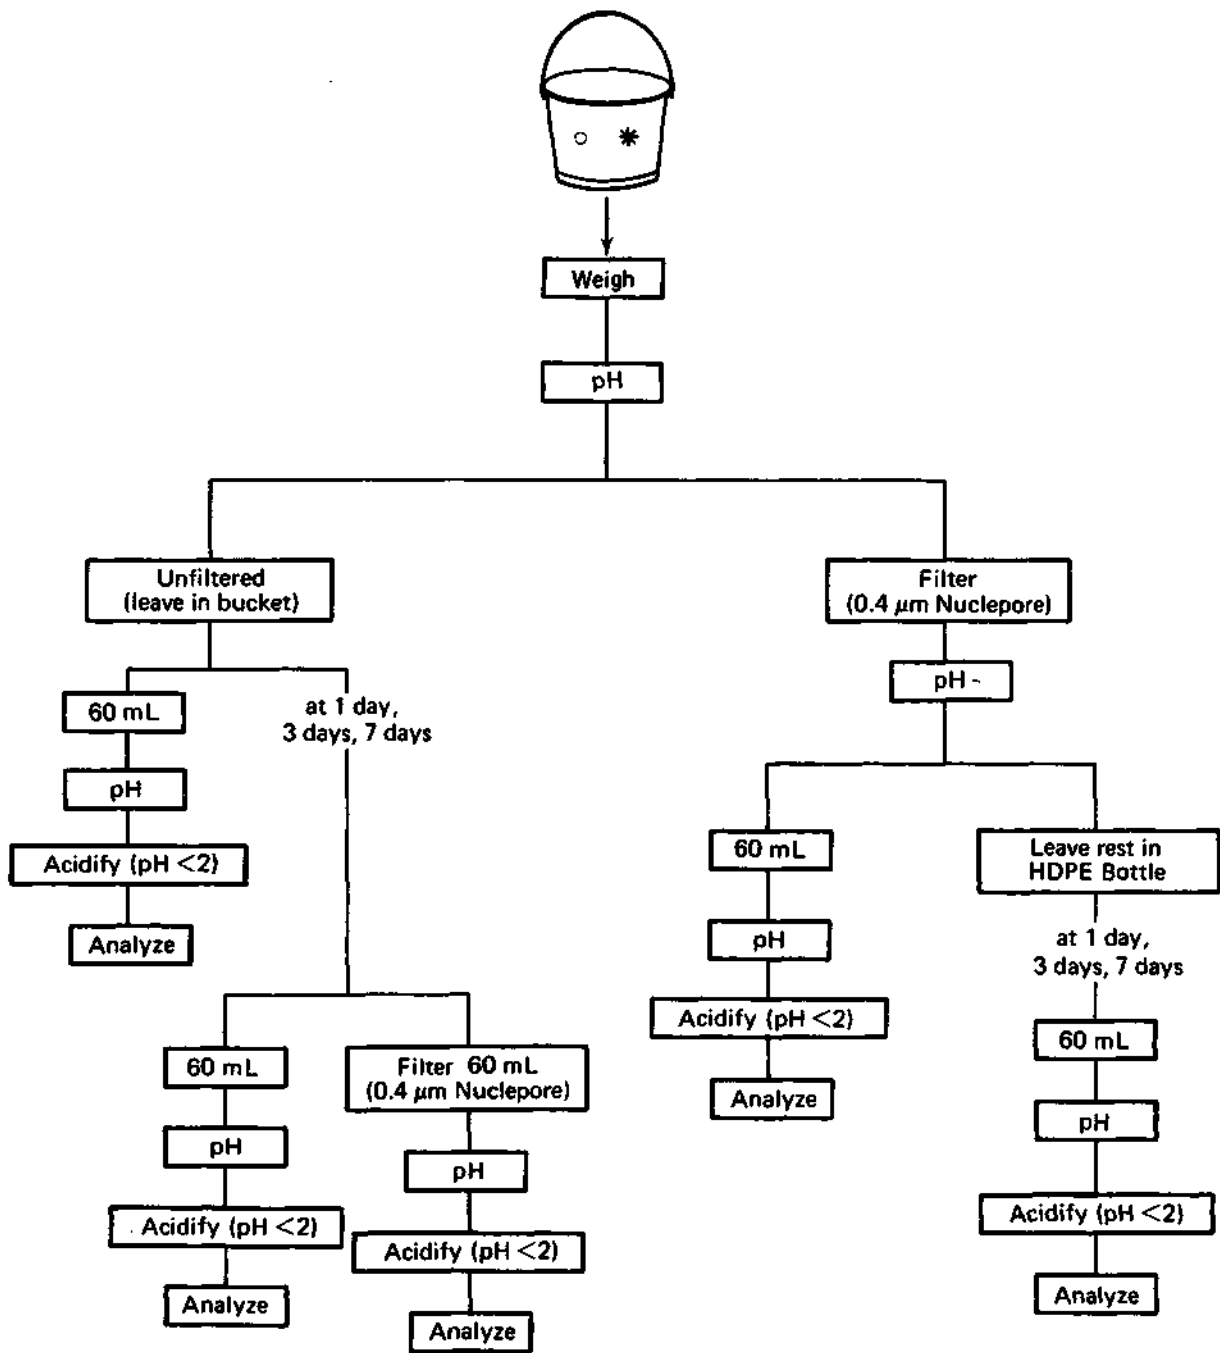 Weigh
pH
Unfiltered
(leave in bucket)
60 mL
pH
Acidify (pH <2)
Analyze
at 1 day,
3 days, 7 days
60 mL
pH
Acidify (pH <2)
Analyze
Filter 60 mL
(0.4 μm Nuclepore)
pH
Acidify (pH <2)
Analyze
Filter
(0.4 μm Nuclepore)
pH
60 mL
pH
Acidify (pH <2)
Analyze
Leave rest in
HDPE Bottle
at 1 day,
3 days, 7 days
60 mL
pH
Acidify (pH <2)
Analyze